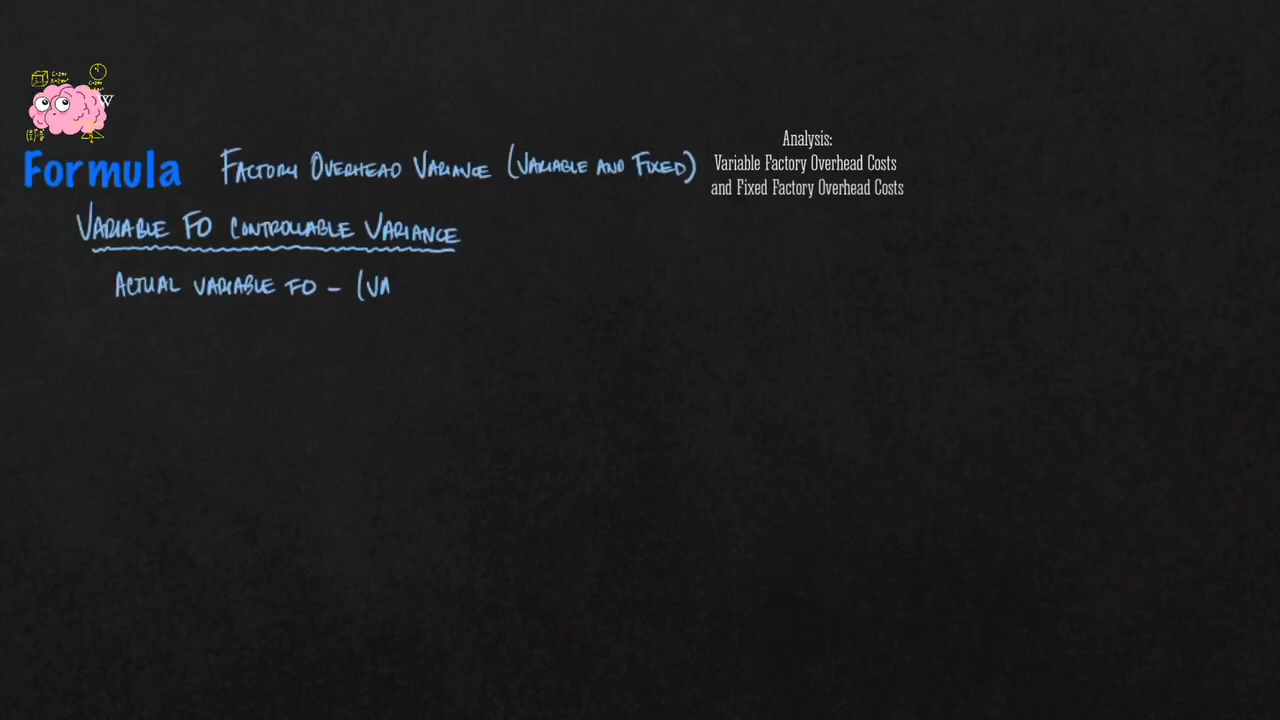 Formula FACTORY OVERHEAD VARIANCE (VARIABLE AND FIXED)
Analysis:
Variable Factory Overhead Costs
and Fixed Factory Overhead Costs
VARIABLE FO CONTROLLABLE VARIANCE
ACTUAL VARIABLE FO - (VA